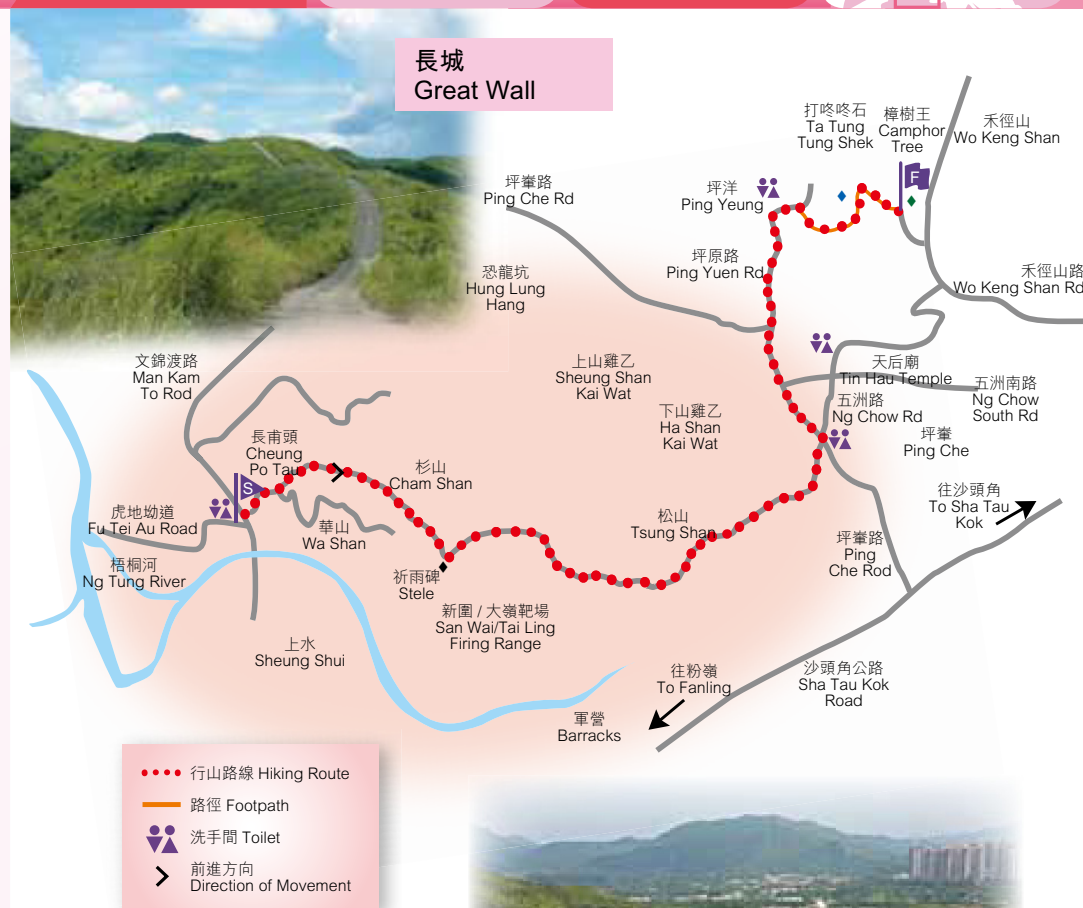 長城
Great Wall
打咚咚石
Ta Tung
Tung Shek
樟樹王
Camphor
Tree
禾徑山
Wo Keng Shan
F
坪輋路
Ping Che Rd
坪洋
Ping Yeung
坪原路
Ping Yuen Rd
恐龍坑
Hung Lung
Hang
禾徑山路
Wo Keng Shan Rd
文錦渡路
Man Kam
To Rod
上山雞乙
Sheung Shan
Kai Wat
天后廟
Tin Hau Temple
五洲南路
Ng Chow
South Rd
下山雞乙
Ha Shan
Kai Wat
五洲路
Ng Chow Rd
坪輋
Ping Che
長甫頭
Cheung
Po Tau
S
杉山
Cham Shan
往沙頭角
To Sha Tau
Kok
虎地坳道
Fu Tei Au Road
華山
Wa Shan
松山
Tsung Shan
坪輋路
Ping
Che Rod
梧桐河
Ng Tung River
祈雨碑
Stele
新圍 / 大嶺靶場
San Wai/Tai Ling
Firing Range
上水
Sheung Shui
往粉嶺
To Fanling
沙頭角公路
Sha Tau Kok
Road
軍營
Barracks
行山路線 Hiking Route
路徑 Footpath
洗手間 Toilet
前進方向
Direction of Movement